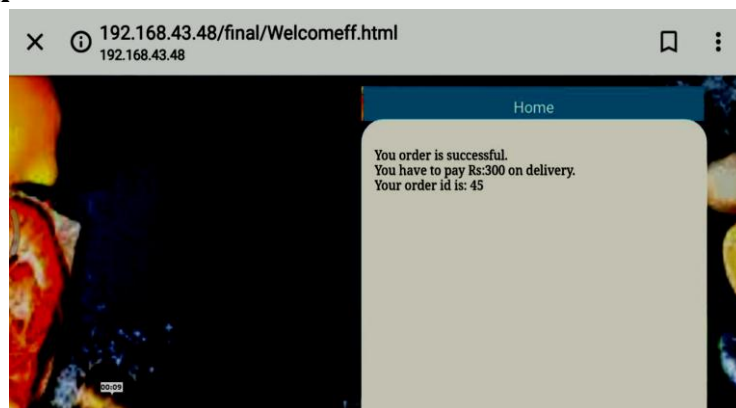 192.168.43.48/final/Welcomeff.html
192.168.43.48
Home
You order is successful.
You have to pay Rs:300 on delivery.
Your order id is: 45
00:09